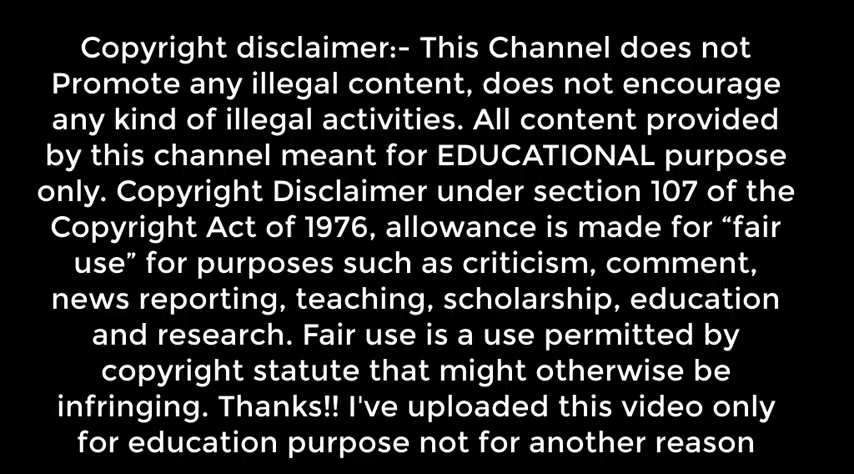 Copyright disclaimer:- This Channel does not
Promote any illegal content, does not encourage
any kind of illegal activities. All content provided
by this channel meant for EDUCATIONAL purpose
only. Copyright Disclaimer under section 107 of the
Copyright Act of 1976, allowance is made for “fair
use” for purposes such as criticism, comment,
news reporting, teaching, scholarship, education
and research. Fair use is a use permitted by
copyright statute that might otherwise be
infringing. Thanks!! I've uploaded this video only
for education purpose not for another reason